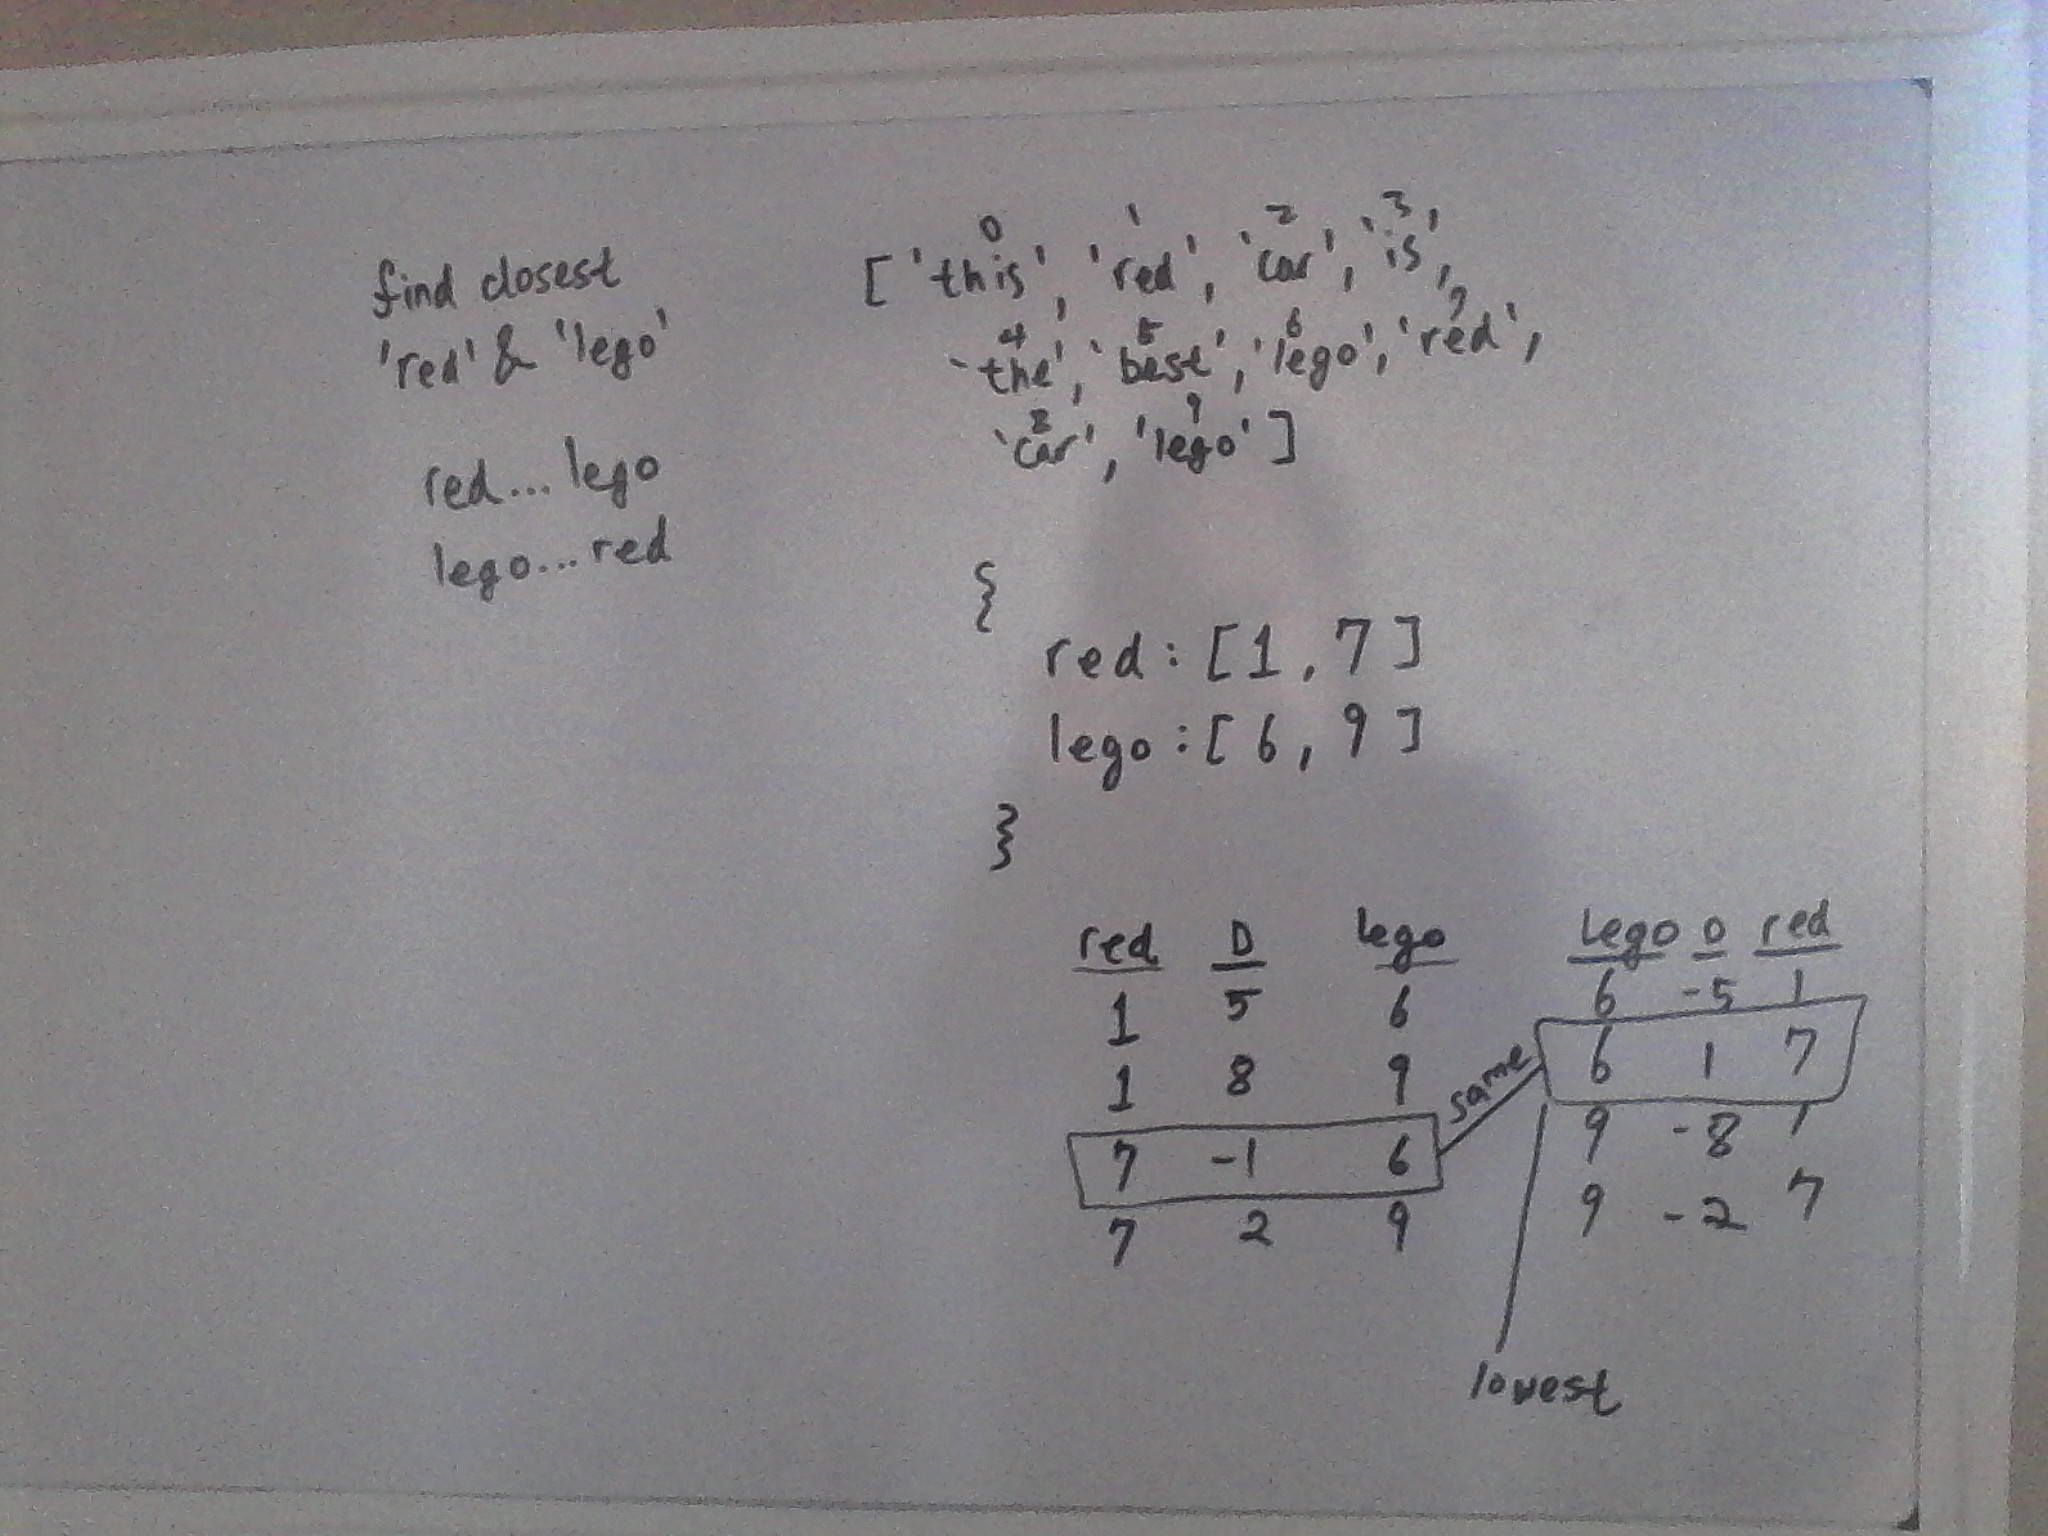 find closest
'red' & 'lego'
red... lego
lego... red
0 1 2 3
['this', 'red', 'car', 'is',
4 5 6 7
'the', 'best', 'lego', 'red',
8 9
'car', 'lego']
{
red: [1, 7]
lego: [6, 9]
}
red D lego
1 5 6
1 8 9
7 -1 6
7 2 9
same
Lego D red
6 -5 1
6 1 7
9 -8 1
9 -2 7
lowest